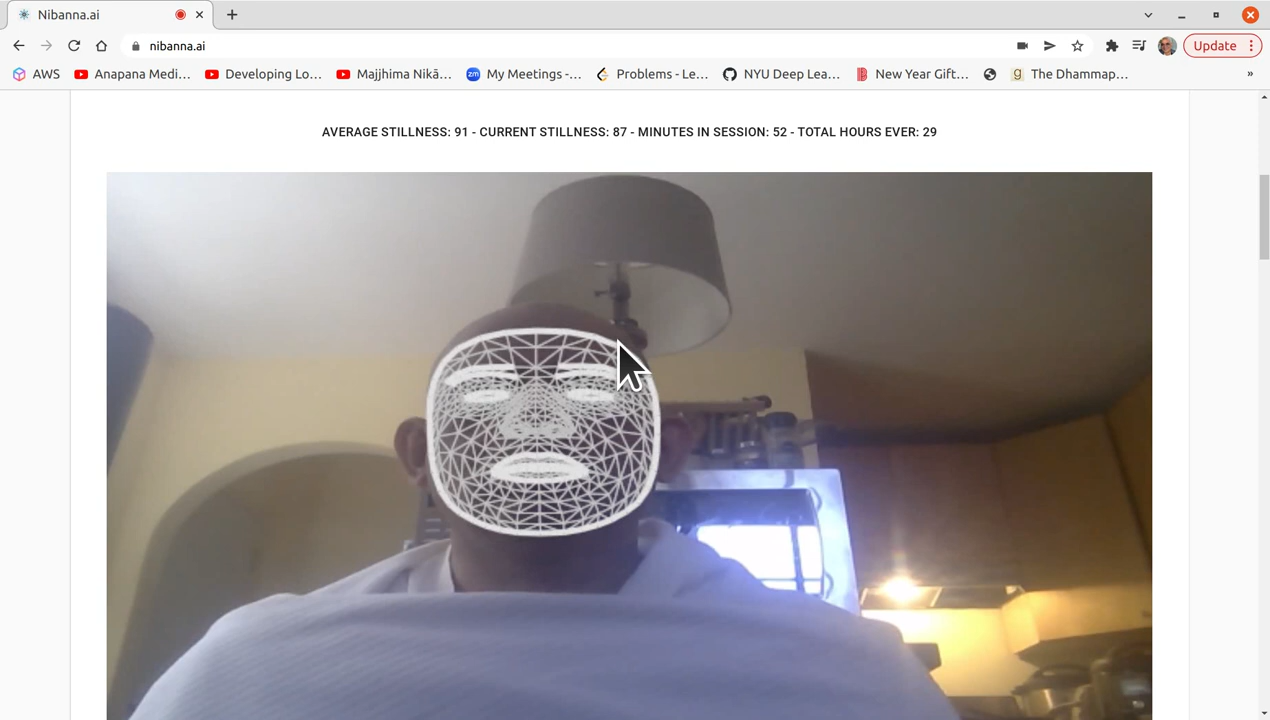 Nibanna.ai
nibanna.ai
Update
AWS
Anapana Medi...
Developing Lo...
Majjhima Nikā...
zm
My Meetings -...
Problems - Le...
NYU Deep Lea...
New Year Gift...
g
The Dhammap...
»
AVERAGE STILLNESS: 91 - CURRENT STILLNESS: 87 - MINUTES IN SESSION: 52 - TOTAL HOURS EVER: 29